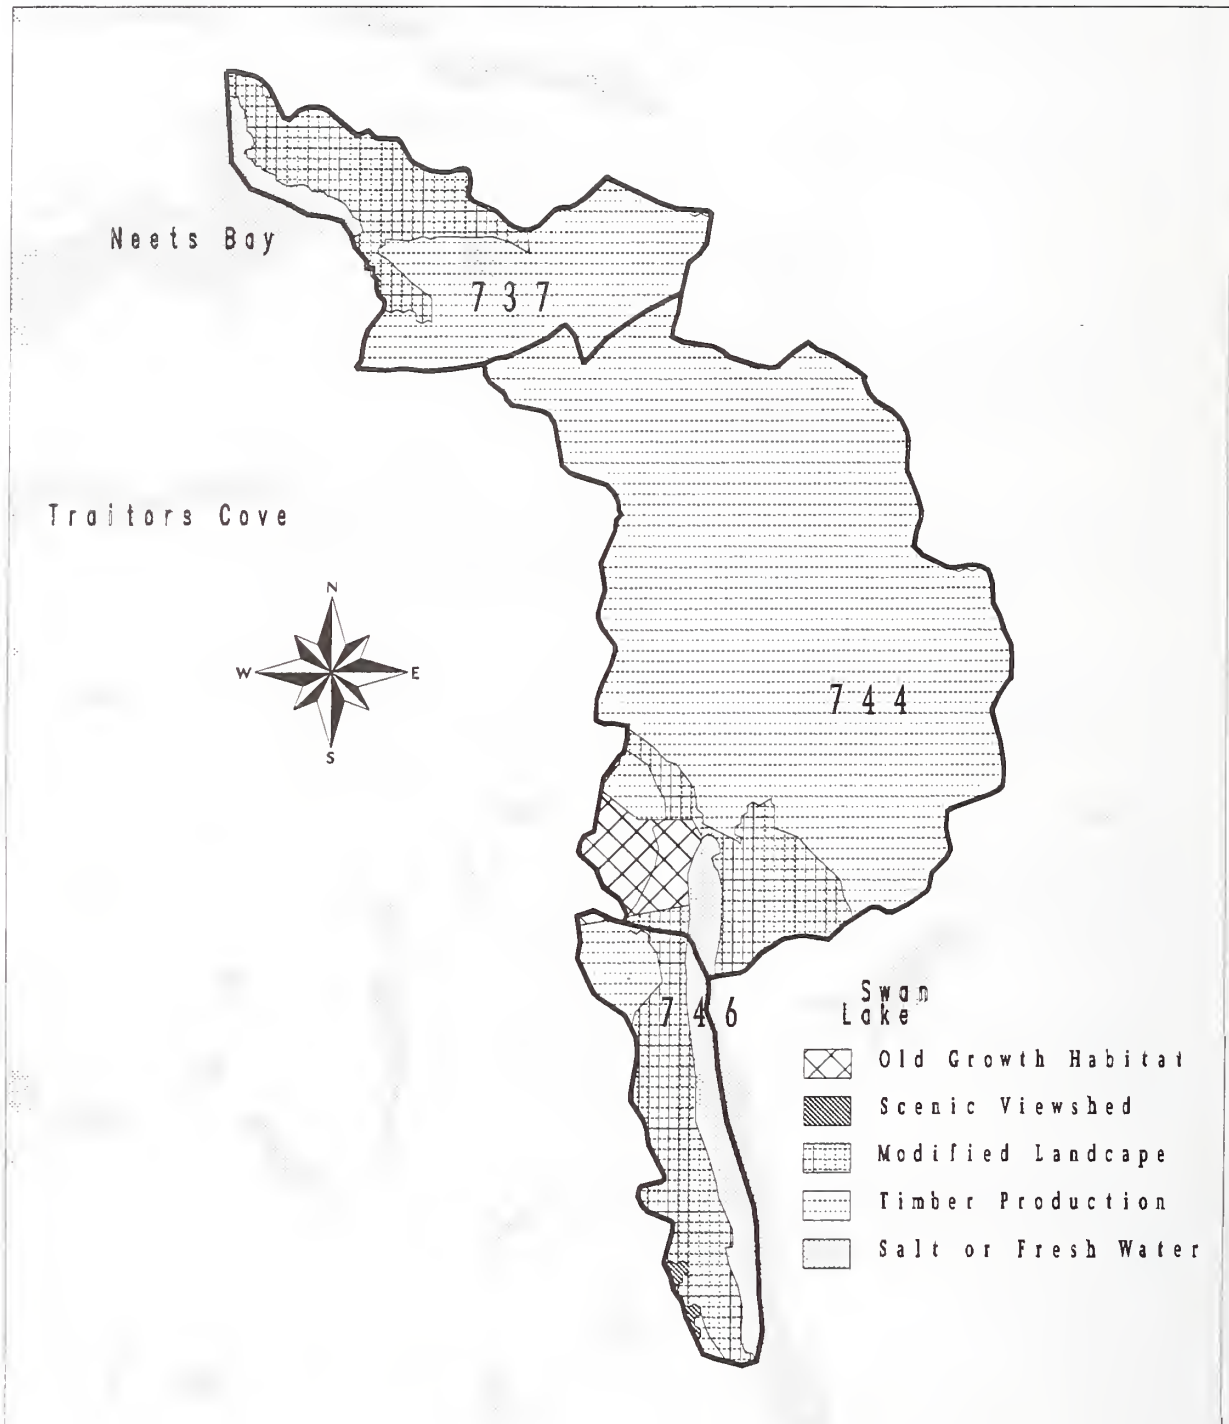 Neets Bay
737
Traitors Cove
N
W E
S
744
Swan
Lake
746
Old Growth Habitat
Scenic Viewshed
Modified Landcape
Timber Production
Salt or Fresh Water